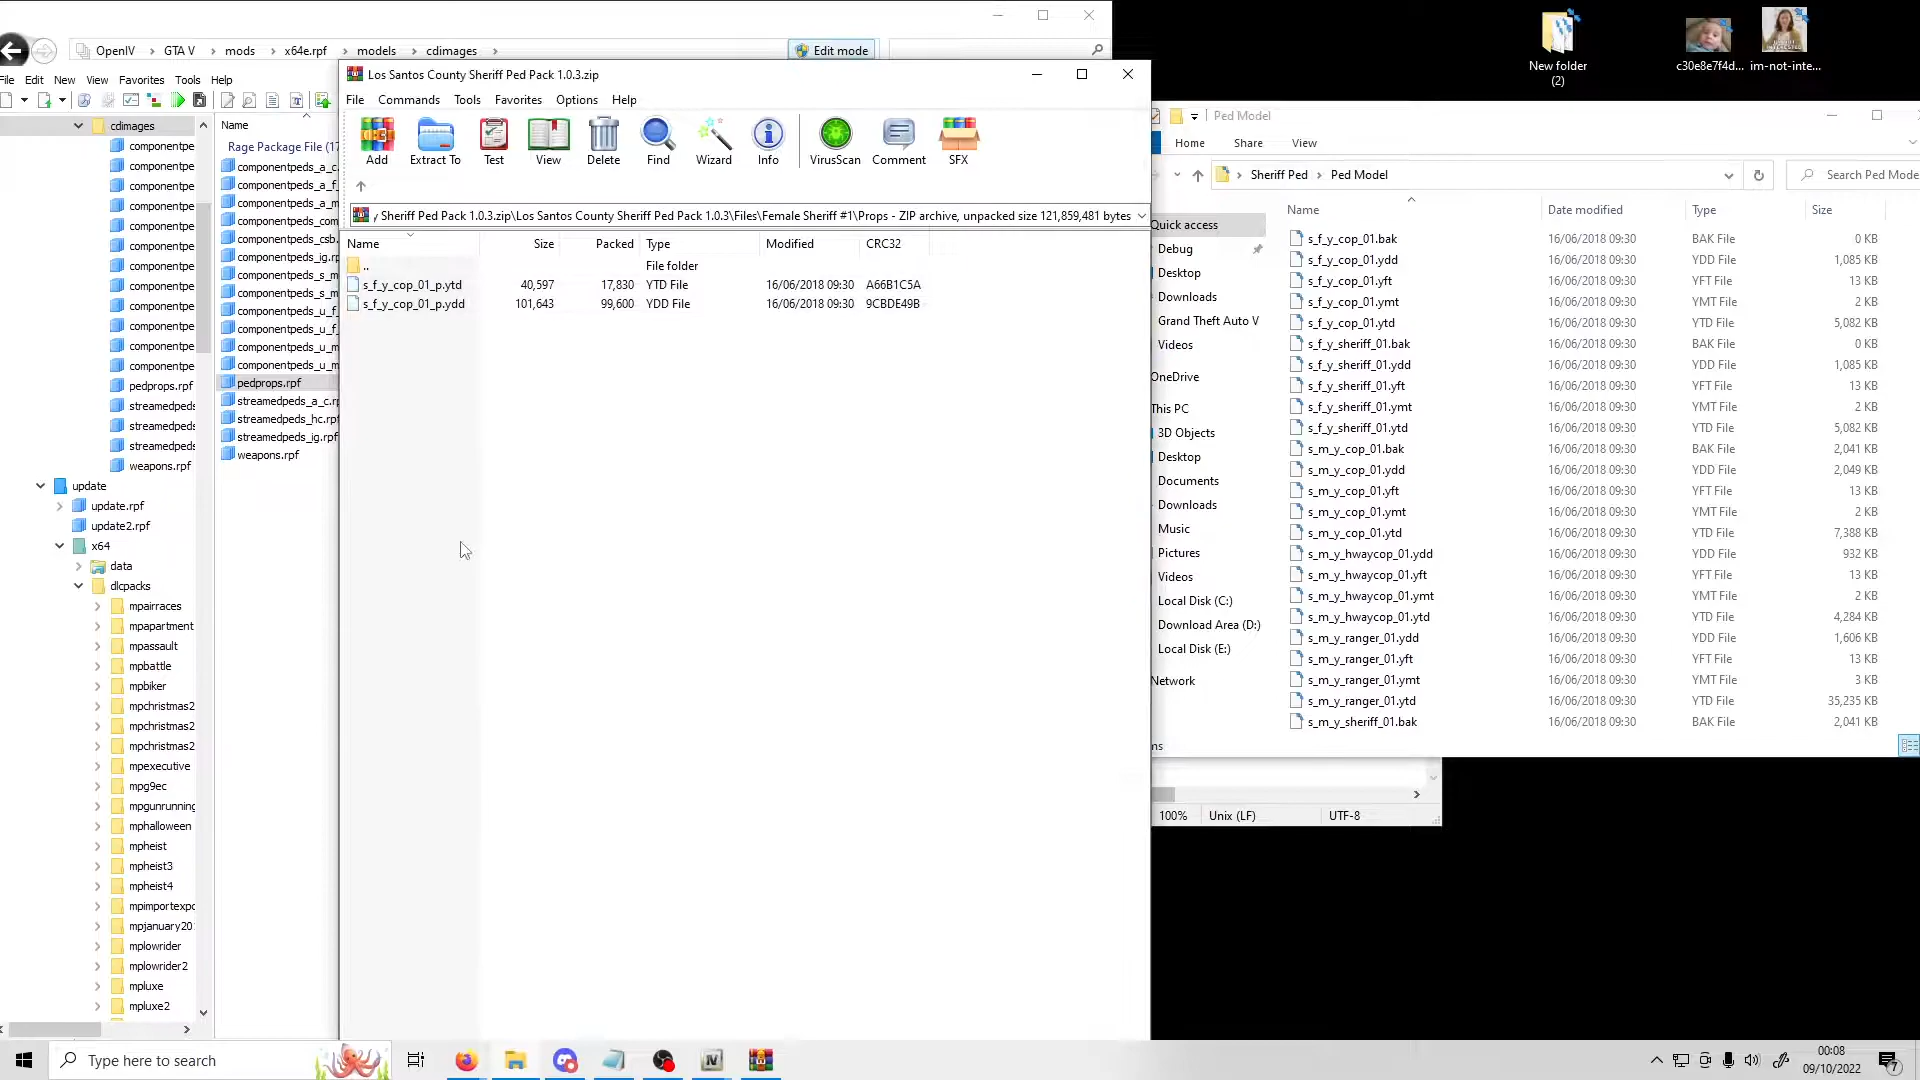 OpenIV
GTA V
mods
x64e.rpf
models
cdimages
Edit mode
File
Edit
New
View
Favorites
Tools
Help
cdimages
componentpe
componentpe
componentpe
componentpe
componentpe
componentpe
componentpe
componentpe
componentpe
componentpe
componentpe
componentpe
pedprops.rpf
streamedpeds
streamedpeds
streamedpeds
weapons.rpf
update
update.rpf
update2.rpf
x64
data
dlcpacks
mpairraces
mpapartment
mpassault
mpbattle
mpbiker
mpchristmas2
mpchristmas2
mpchristmas2
mpexecutive
mpg9ec
mpgunrunning
mphalloween
mpheist
mpheist3
mpheist4
mpimportexpo
mpjanuary20
mplowrider
mplowrider2
mpluxe
mpluxe2
Name
Rage Package File (17
componentpeds_a_c.
componentpeds_a_f_
componentpeds_a_m
componentpeds_com
componentpeds_csb.
componentpeds_ig.rp
componentpeds_s_m
componentpeds_s_m
componentpeds_u_f_
componentpeds_u_f_
componentpeds_u_m
componentpeds_u_m
pedprops.rpf
streamedpeds_a_c.rp
streamedpeds_hc.rpf
streamedpeds_ig.rpf
weapons.rpf
Los Santos County Sheriff Ped Pack 1.0.3.zip
File
Commands
Tools
Favorites
Options
Help
Add
Extract To
Test
View
Delete
Find
Wizard
Info
VirusScan
Comment
SFX
y Sheriff Ped Pack 1.0.3.zip\Los Santos County Sheriff Ped Pack 1.0.3\Files\Female Sheriff #1\Props - ZIP archive, unpacked size 121,859,481 bytes
Name Size Packed Type Modified CRC32
.. File folder
s_f_y_cop_01_p.ytd 40,597 17,830 YTD File 16/06/2018 09:30 A66B1C5A
s_f_y_cop_01_p.ydd 101,643 99,600 YDD File 16/06/2018 09:30 9CBDE49B
New folder
(2)
c30e8e7f4d...
im-not-inte...
Ped Model
Home
Share
View
Sheriff Ped
Ped Model
Search Ped Mode
Quick access
Debug
Desktop
Downloads
Grand Theft Auto V
Videos
OneDrive
This PC
3D Objects
Desktop
Documents
Downloads
Music
Pictures
Videos
Local Disk (C:)
Download Area (D:)
Local Disk (E:)
Network
ms
Name Date modified Type Size
s_f_y_cop_01.bak 16/06/2018 09:30 BAK File 0 KB
s_f_y_cop_01.ydd 16/06/2018 09:30 YDD File 1,085 KB
s_f_y_cop_01.yft 16/06/2018 09:30 YFT File 13 KB
s_f_y_cop_01.ymt 16/06/2018 09:30 YMT File 2 KB
s_f_y_cop_01.ytd 16/06/2018 09:30 YTD File 5,082 KB
s_f_y_sheriff_01.bak 16/06/2018 09:30 BAK File 0 KB
s_f_y_sheriff_01.ydd 16/06/2018 09:30 YDD File 1,085 KB
s_f_y_sheriff_01.yft 16/06/2018 09:30 YFT File 13 KB
s_f_y_sheriff_01.ymt 16/06/2018 09:30 YMT File 2 KB
s_f_y_sheriff_01.ytd 16/06/2018 09:30 YTD File 5,082 KB
s_m_y_cop_01.bak 16/06/2018 09:30 BAK File 2,041 KB
s_m_y_cop_01.ydd 16/06/2018 09:30 YDD File 2,049 KB
s_m_y_cop_01.yft 16/06/2018 09:30 YFT File 13 KB
s_m_y_cop_01.ymt 16/06/2018 09:30 YMT File 2 KB
s_m_y_cop_01.ytd 16/06/2018 09:30 YTD File 7,388 KB
s_m_y_hwaycop_01.ydd 16/06/2018 09:30 YDD File 932 KB
s_m_y_hwaycop_01.yft 16/06/2018 09:30 YFT File 13 KB
s_m_y_hwaycop_01.ymt 16/06/2018 09:30 YMT File 2 KB
s_m_y_hwaycop_01.ytd 16/06/2018 09:30 YTD File 4,284 KB
s_m_y_ranger_01.ydd 16/06/2018 09:30 YDD File 1,606 KB
s_m_y_ranger_01.yft 16/06/2018 09:30 YFT File 13 KB
s_m_y_ranger_01.ymt 16/06/2018 09:30 YMT File 3 KB
s_m_y_ranger_01.ytd 16/06/2018 09:30 YTD File 35,235 KB
s_m_y_sheriff_01.bak 16/06/2018 09:30 BAK File 2,041 KB
100%
Unix (LF)
UTF-8
Type here to search
00:08
09/10/2022
7